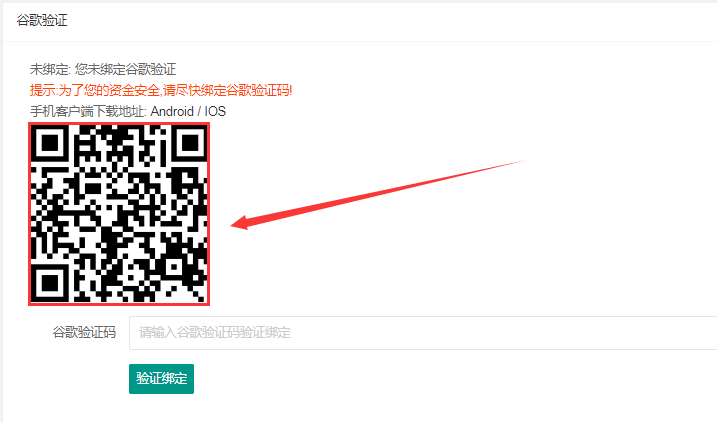 谷歌验证
未绑定: 您未绑定谷歌验证
提示:为了您的资金安全,请尽快绑定谷歌验证码!
手机客户端下载地址: Android / IOS
谷歌验证码 请输入谷歌验证码验证绑定
验证绑定